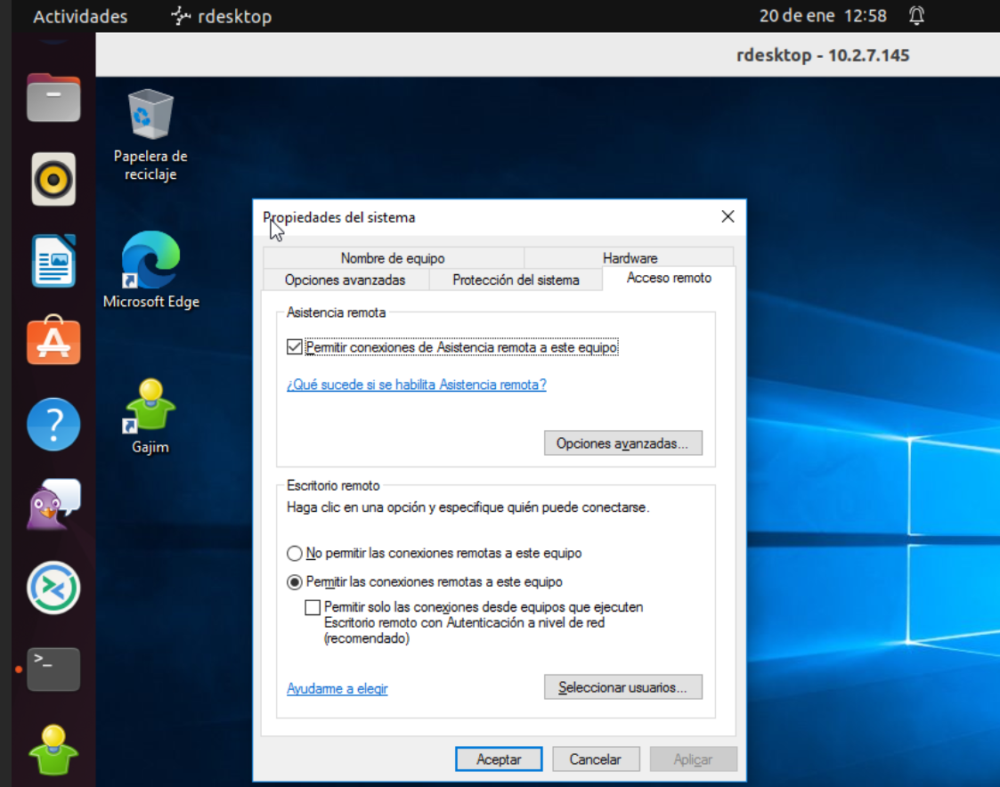 Actividades
rdesktop
20 de ene 12:58
rdesktop - 10.2.7.145
Papelera de
reciclaje
Microsoft Edge
Gajim
Propiedades del sistema
Nombre de equipo
Hardware
Opciones avanzadas
Protección del sistema
Acceso remoto
Asistencia remota
Permitir conexiones de Asistencia remota a este equipo
¿Qué sucede si se habilita Asistencia remota?
Opciones avanzadas...
Escritorio remoto
Haga clic en una opción y especifique quién puede conectarse.
No permitir las conexiones remotas a este equipo
Permitir las conexiones remotas a este equipo
Permitir solo las conexiones desde equipos que ejecuten
Escritorio remoto con Autenticación a nivel de red
(recomendado)
Ayudarme a elegir
Seleccionar usuarios...
Aceptar
Cancelar
Aplicar